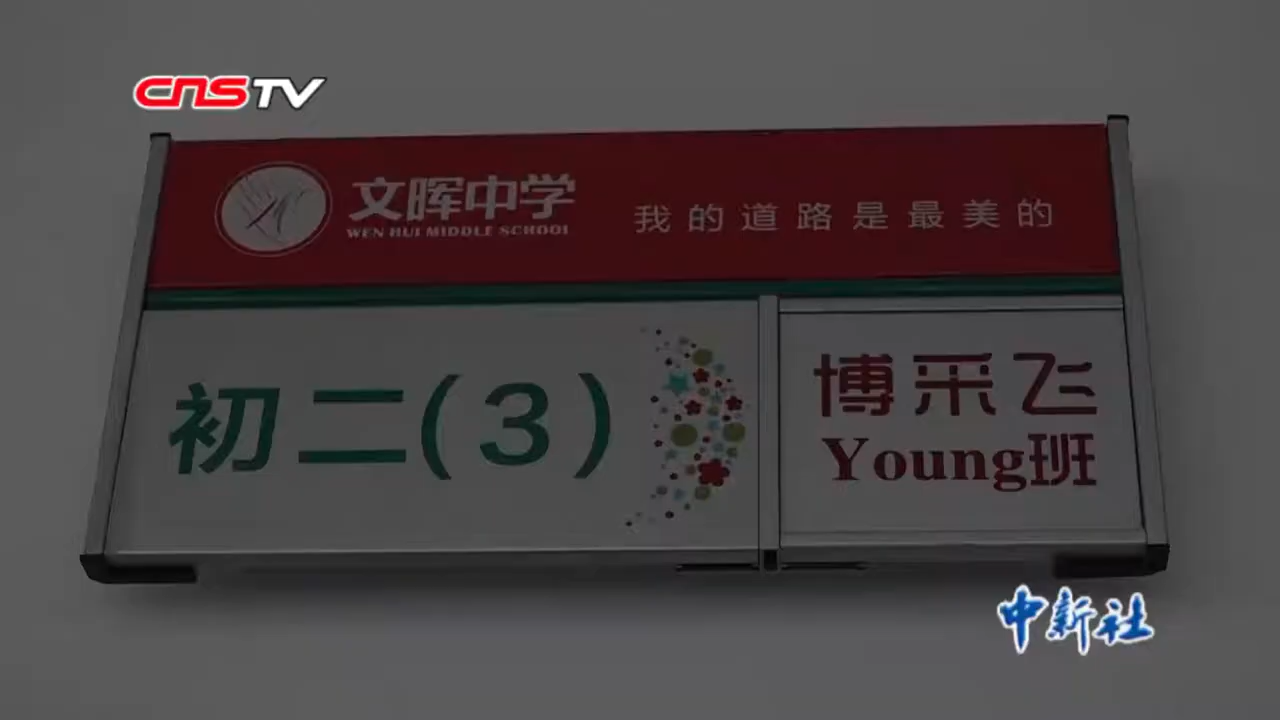 CNSTV
文晖中学
WEN HUI MIDDLE SCHOOL
我的道路是最美的
初二(3)
博采飞
Young班
中新社